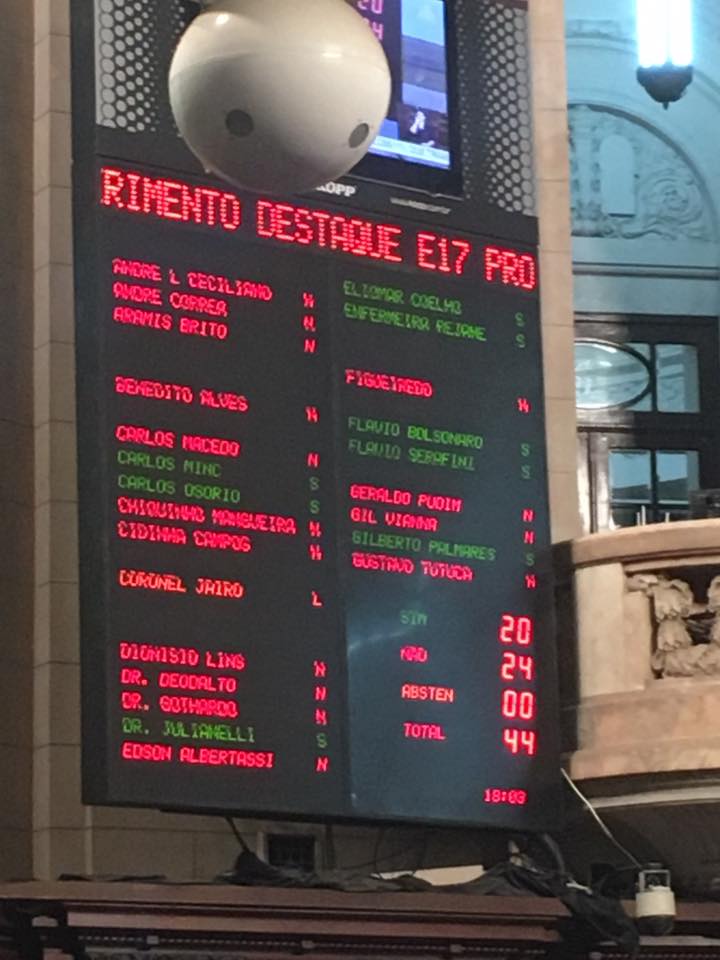 RIMENTO DESTAQUE E17 PRO
ANDRE L CECILIANO N
ANDRE CORREA N
ARAMIS BRITO N
BENEDITO ALVES N
CARLOS MACEDO N
CARLOS MINC S
CARLOS OSORIO S
CHIQUINHO MANGUEIRA N
CIDINHA CAMPOS N
CORONEL JAIRO L
DIONISIO LINS N
DR. DEODALTO N
DR. GOTHARDO N
DR. JULIANELLI S
EDSON ALBERTASSI N
ELIOMAR COELHO S
ENFERMEIRA REJANE S
FIGUEIREDO N
FLAVIO BOLSONARO S
FLAVIO SERAFINI S
GERALDO PUDIM N
GIL VIANNA N
GILBERTO PALMARES S
GUSTAVO TUTUCA N
SIM 20
NAO 24
ABSTEN 00
TOTAL 44
18:03